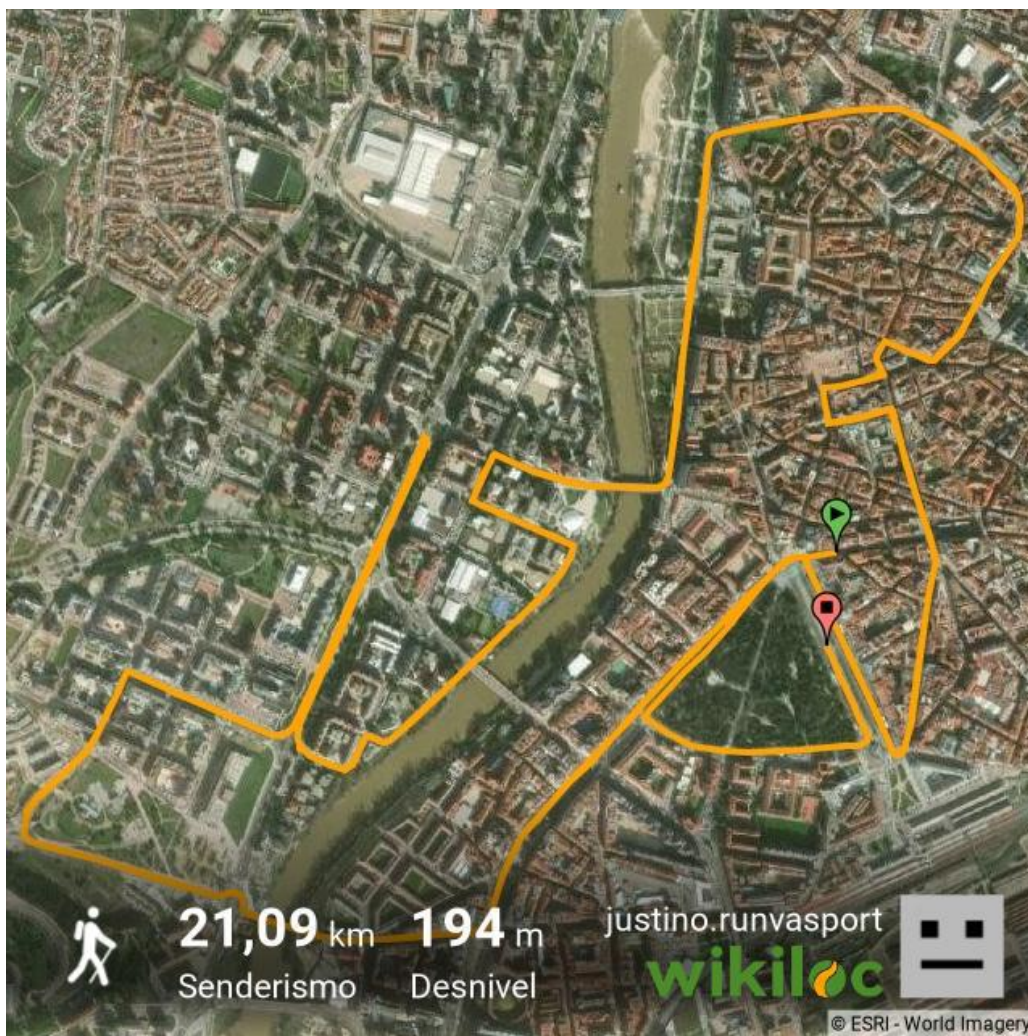 21,09 km 194 m
Senderismo Desnivel
justino.runvasport
wikiloc
© ESRI - World Imagery